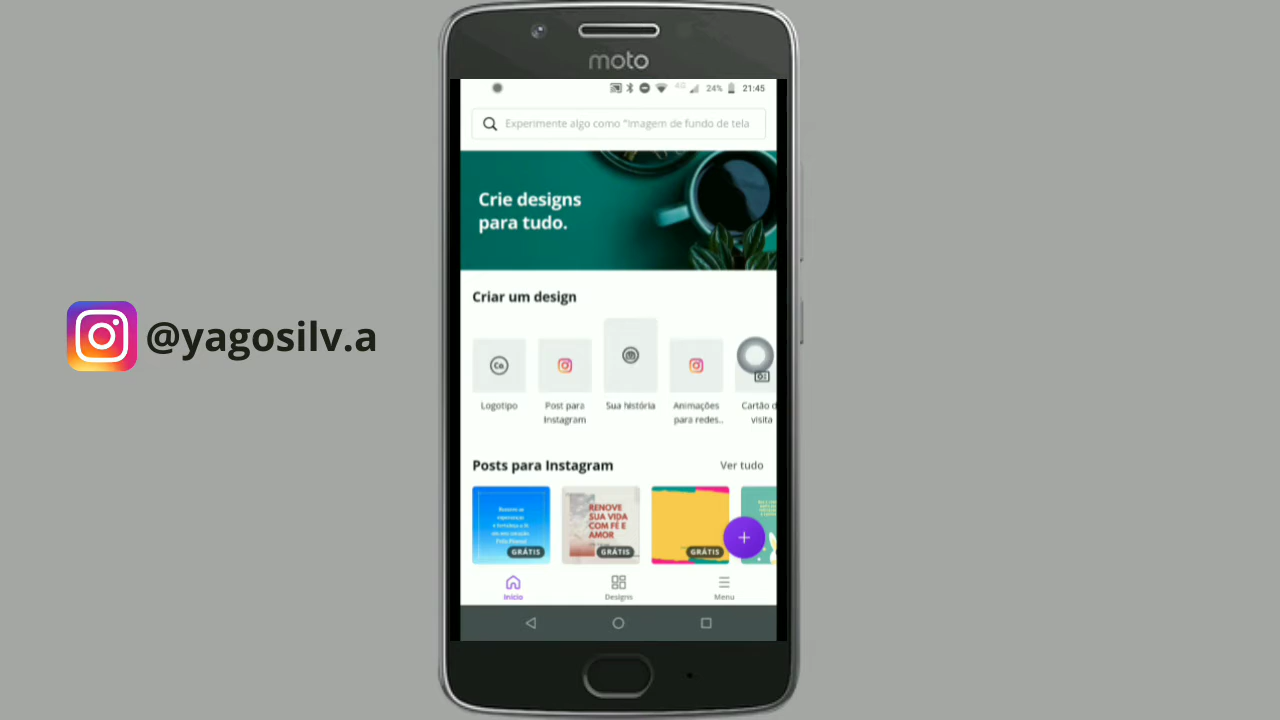 moto
4G 24% 21:45
Experimente algo como "Imagem de fundo de tela
Crie designs
para tudo.
Criar um design
@yagosilv.a
Co
Logotipo
Post para
Instagram
Sua história
Animações
para redes..
Cartão d
visita
Posts para Instagram
Ver tudo
GRÁTIS
RENOVE
SUA VIDA
COM FÉ E
AMOR
GRÁTIS
GRÁTIS
Início
Designs
Menu